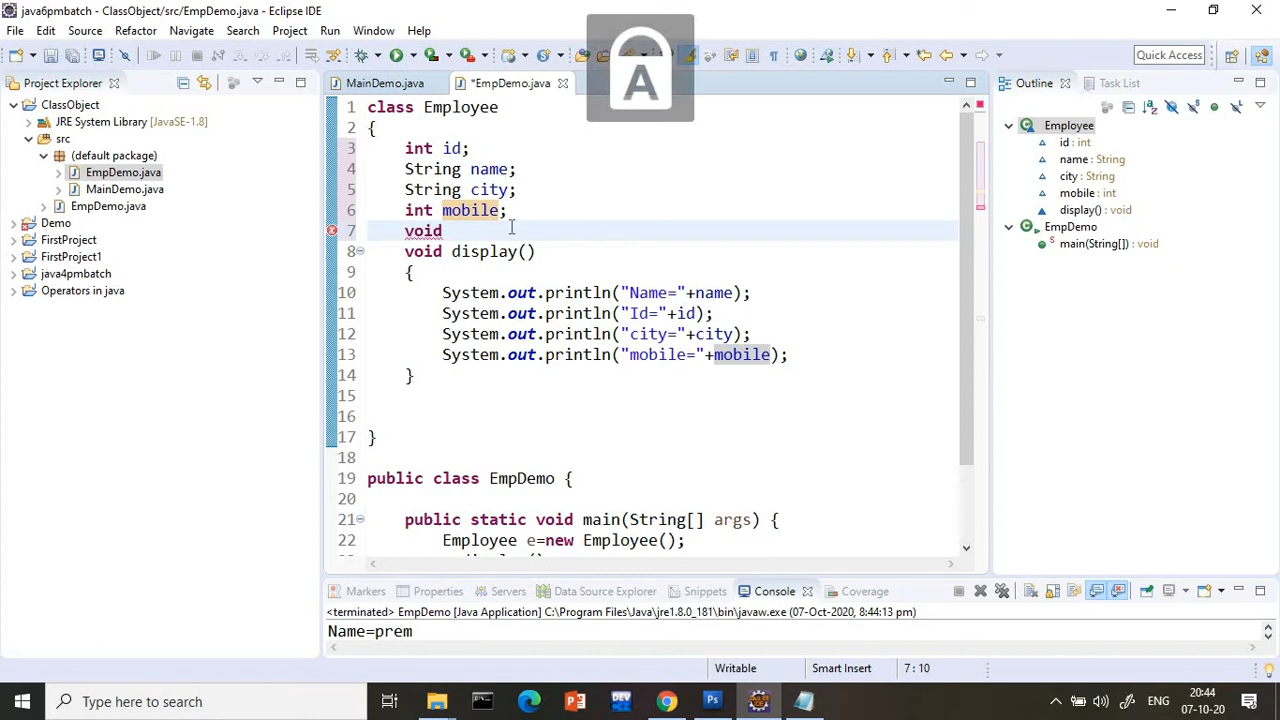 java6pmbatch - ClassObject/src/EmpDemo.java - Eclipse IDE
File Edit Source Refactor Navigate Search Project Run Window Help
Quick Access
A
Project Explorer
MainDemo.java *EmpDemo.java
Outline Task List
ClassObject
JRE System Library [JavaSE-1.8]
src
(default package)
EmpDemo.java
MainDemo.java
EmpDemo.java
Demo
FirstProject
FirstProject1
java4pmbatch
Operators in java
1 class Employee
2 {
3 int id;
4 String name;
5 String city;
6 int mobile;
7 void
8 void display()
9 {
10 System.out.println("Name="+name);
11 System.out.println("Id="+id);
12 System.out.println("city="+city);
13 System.out.println("mobile="+mobile);
14 }
15
16
17 }
18
19 public class EmpDemo {
20
21 public static void main(String[] args) {
22 Employee e=new Employee();
Employee
id : int
name : String
city : String
mobile : int
display() : void
EmpDemo
main(String[]) : void
Markers Properties Servers Data Source Explorer Snippets Console Coverage
<terminated> EmpDemo [Java Application] C:\Program Files\Java\jre1.8.0_181\bin\javaw.exe (07-Oct-2020, 8:44:13 pm)
Name=prem
Writable Smart Insert 7 : 10
Type here to search
DEV
Ps
ENG
20:44
07-10-20